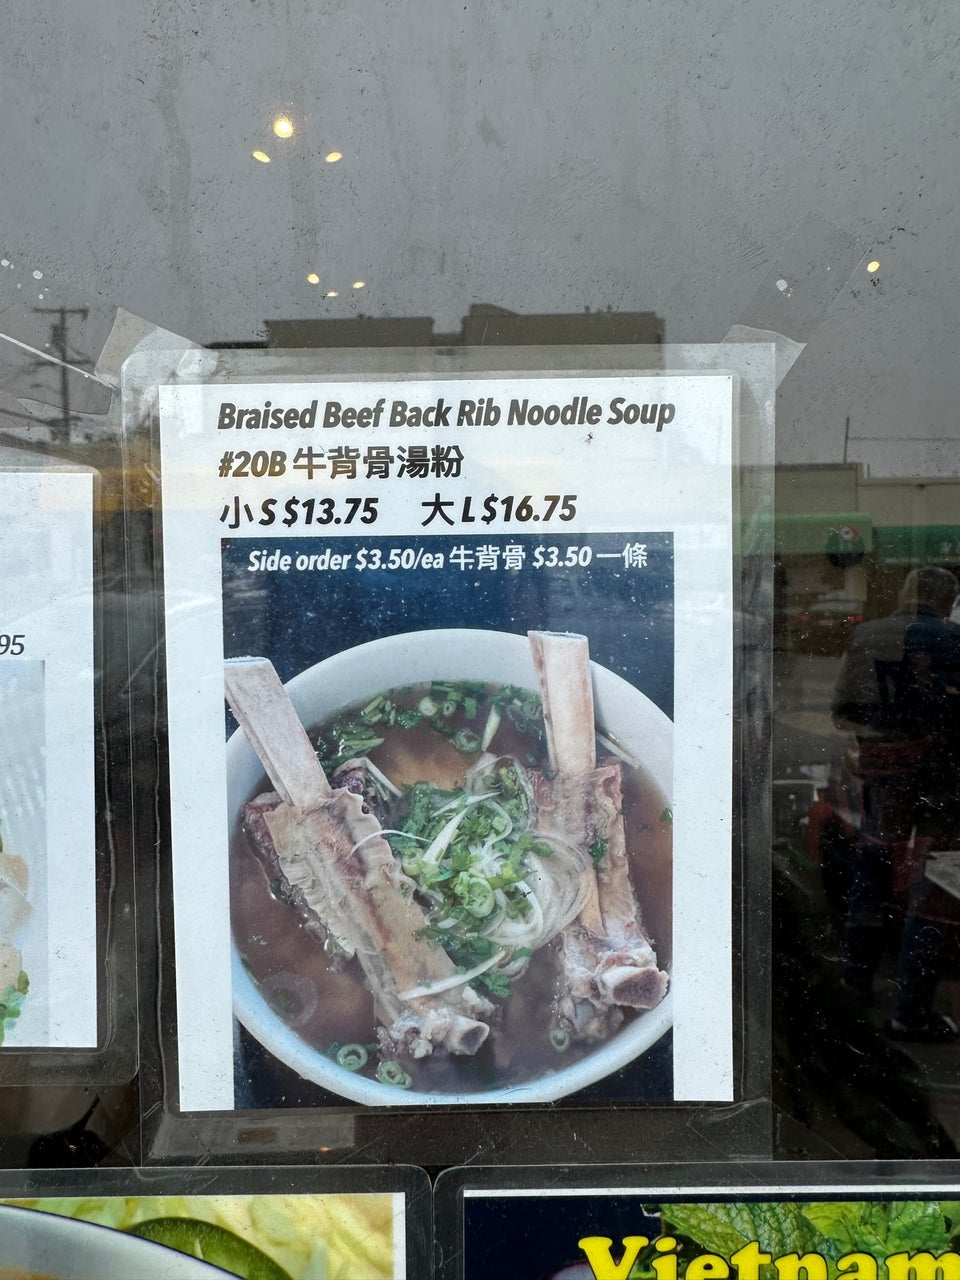 Braised Beef Back Rib Noodle Soup
#20B 牛背骨湯粉
小 S $13.75 大 L $16.75
Side order $3.50/ea 牛背骨 $3.50 一條
95
Vietnam